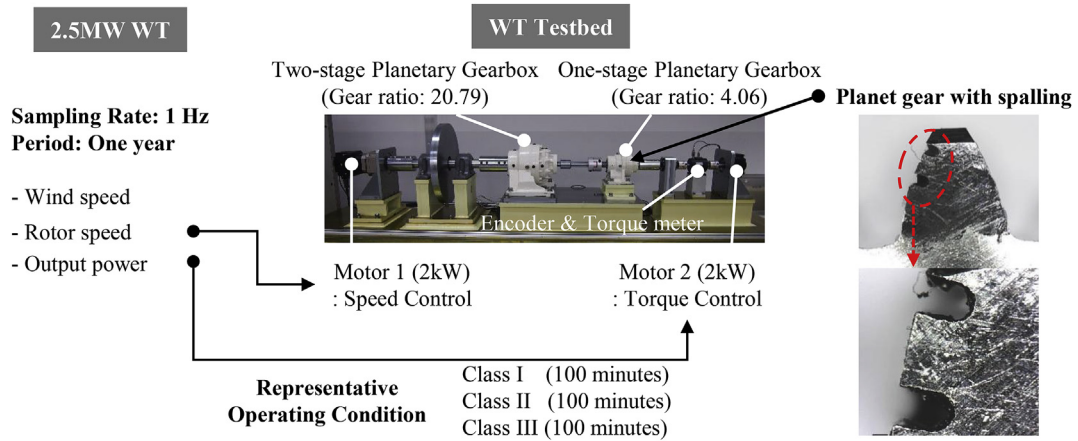 2.5MW WT
WT Testbed
Two-stage Planetary Gearbox
(Gear ratio: 20.79)
One-stage Planetary Gearbox
(Gear ratio: 4.06)
Planet gear with spalling
Sampling Rate: 1 Hz
Period: One year
- Wind speed
- Rotor speed
- Output power
Encoder & Torque meter
Motor 1 (2kW)
: Speed Control
Motor 2 (2kW)
: Torque Control
Representative
Operating Condition
Class I (100 minutes)
Class II (100 minutes)
Class III (100 minutes)